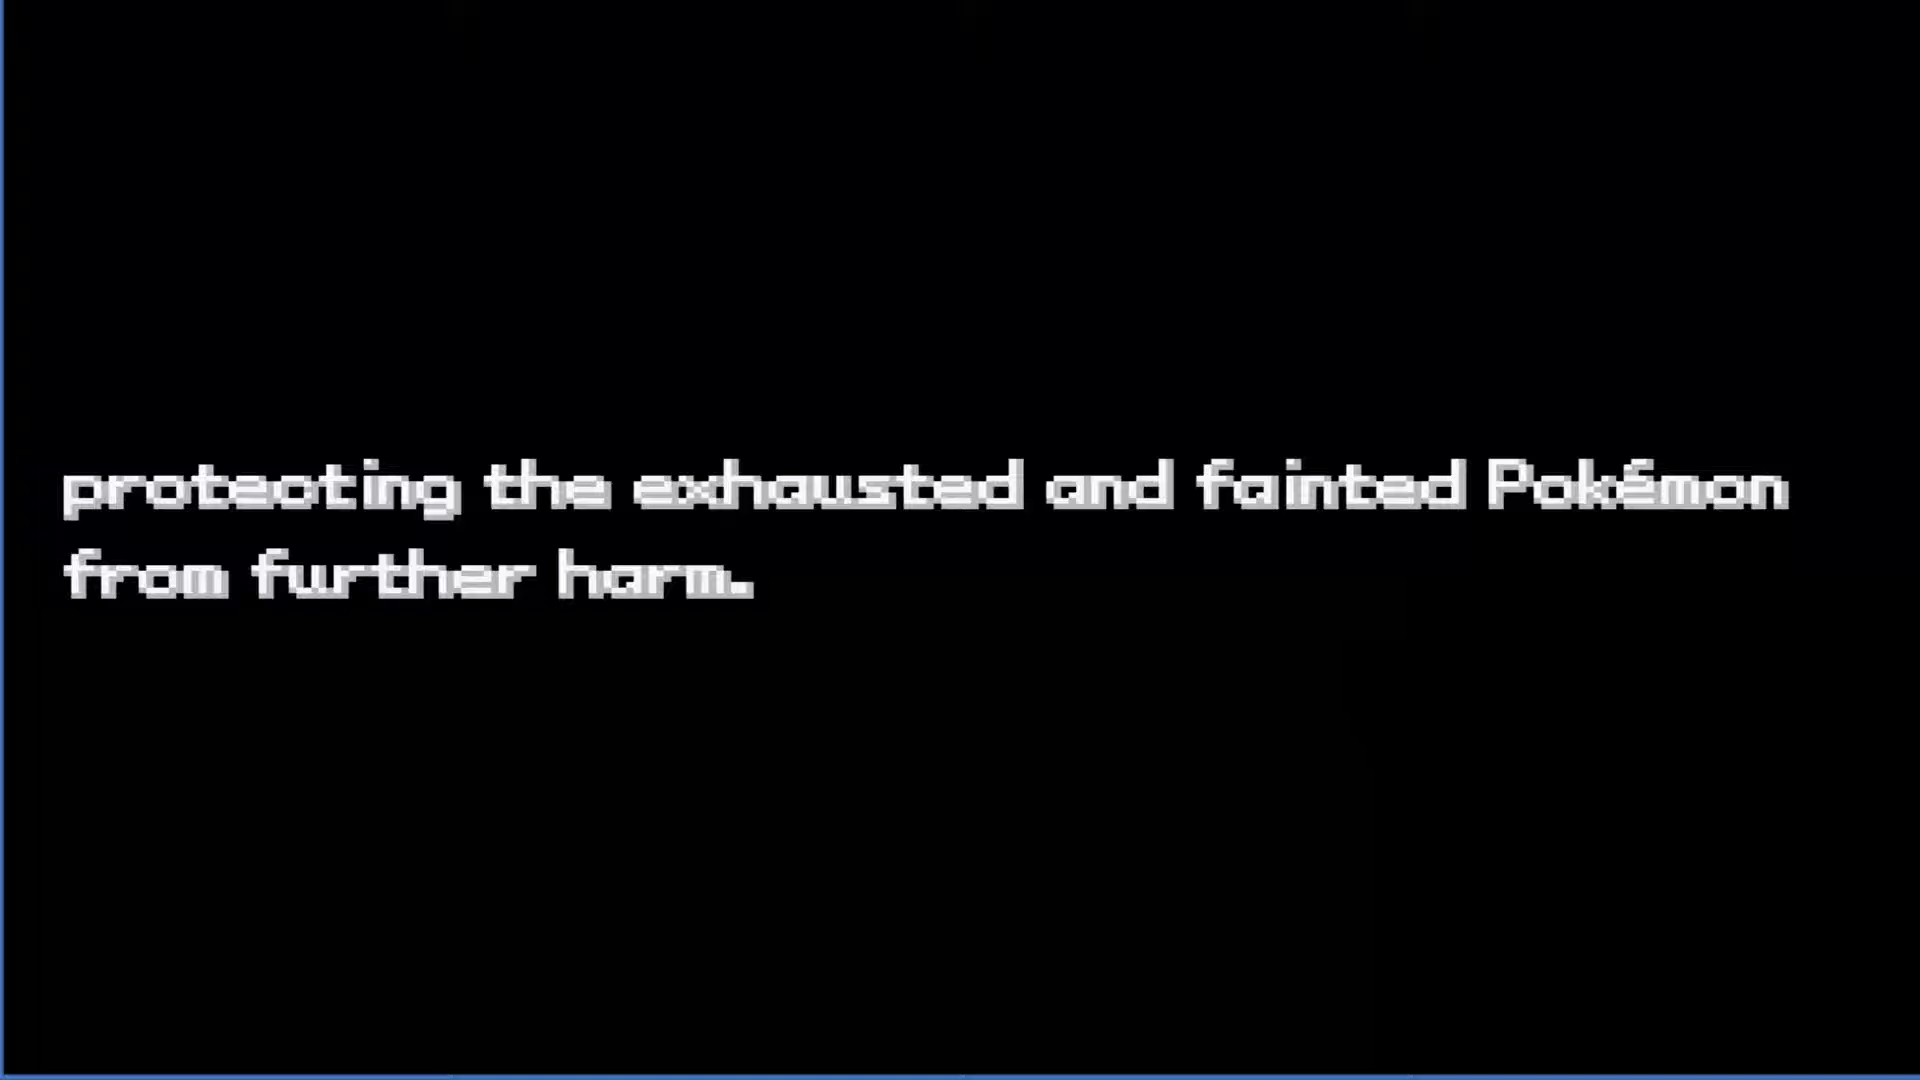 protecting the exhausted and fainted Pokémon
from further harm.